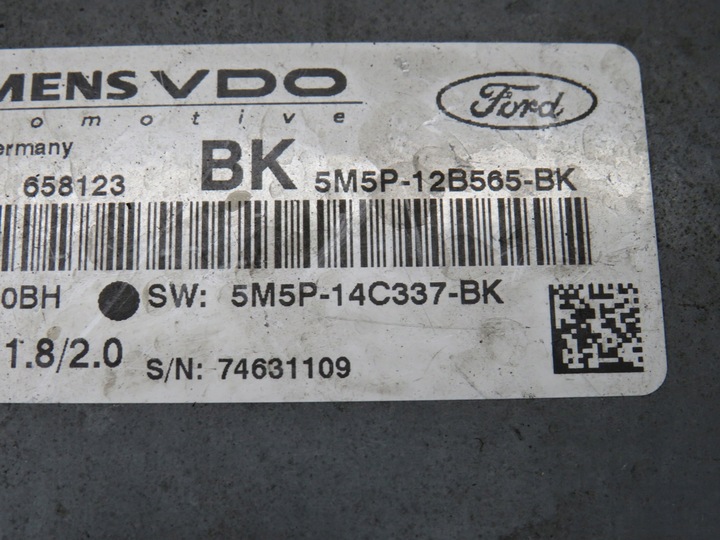 MENS VDO
omotive
Ford
ermany
BK
658123
5M5P-12B565-BK
0BH
SW: 5M5P-14C337-BK
1.8/2.0
S/N: 74631109